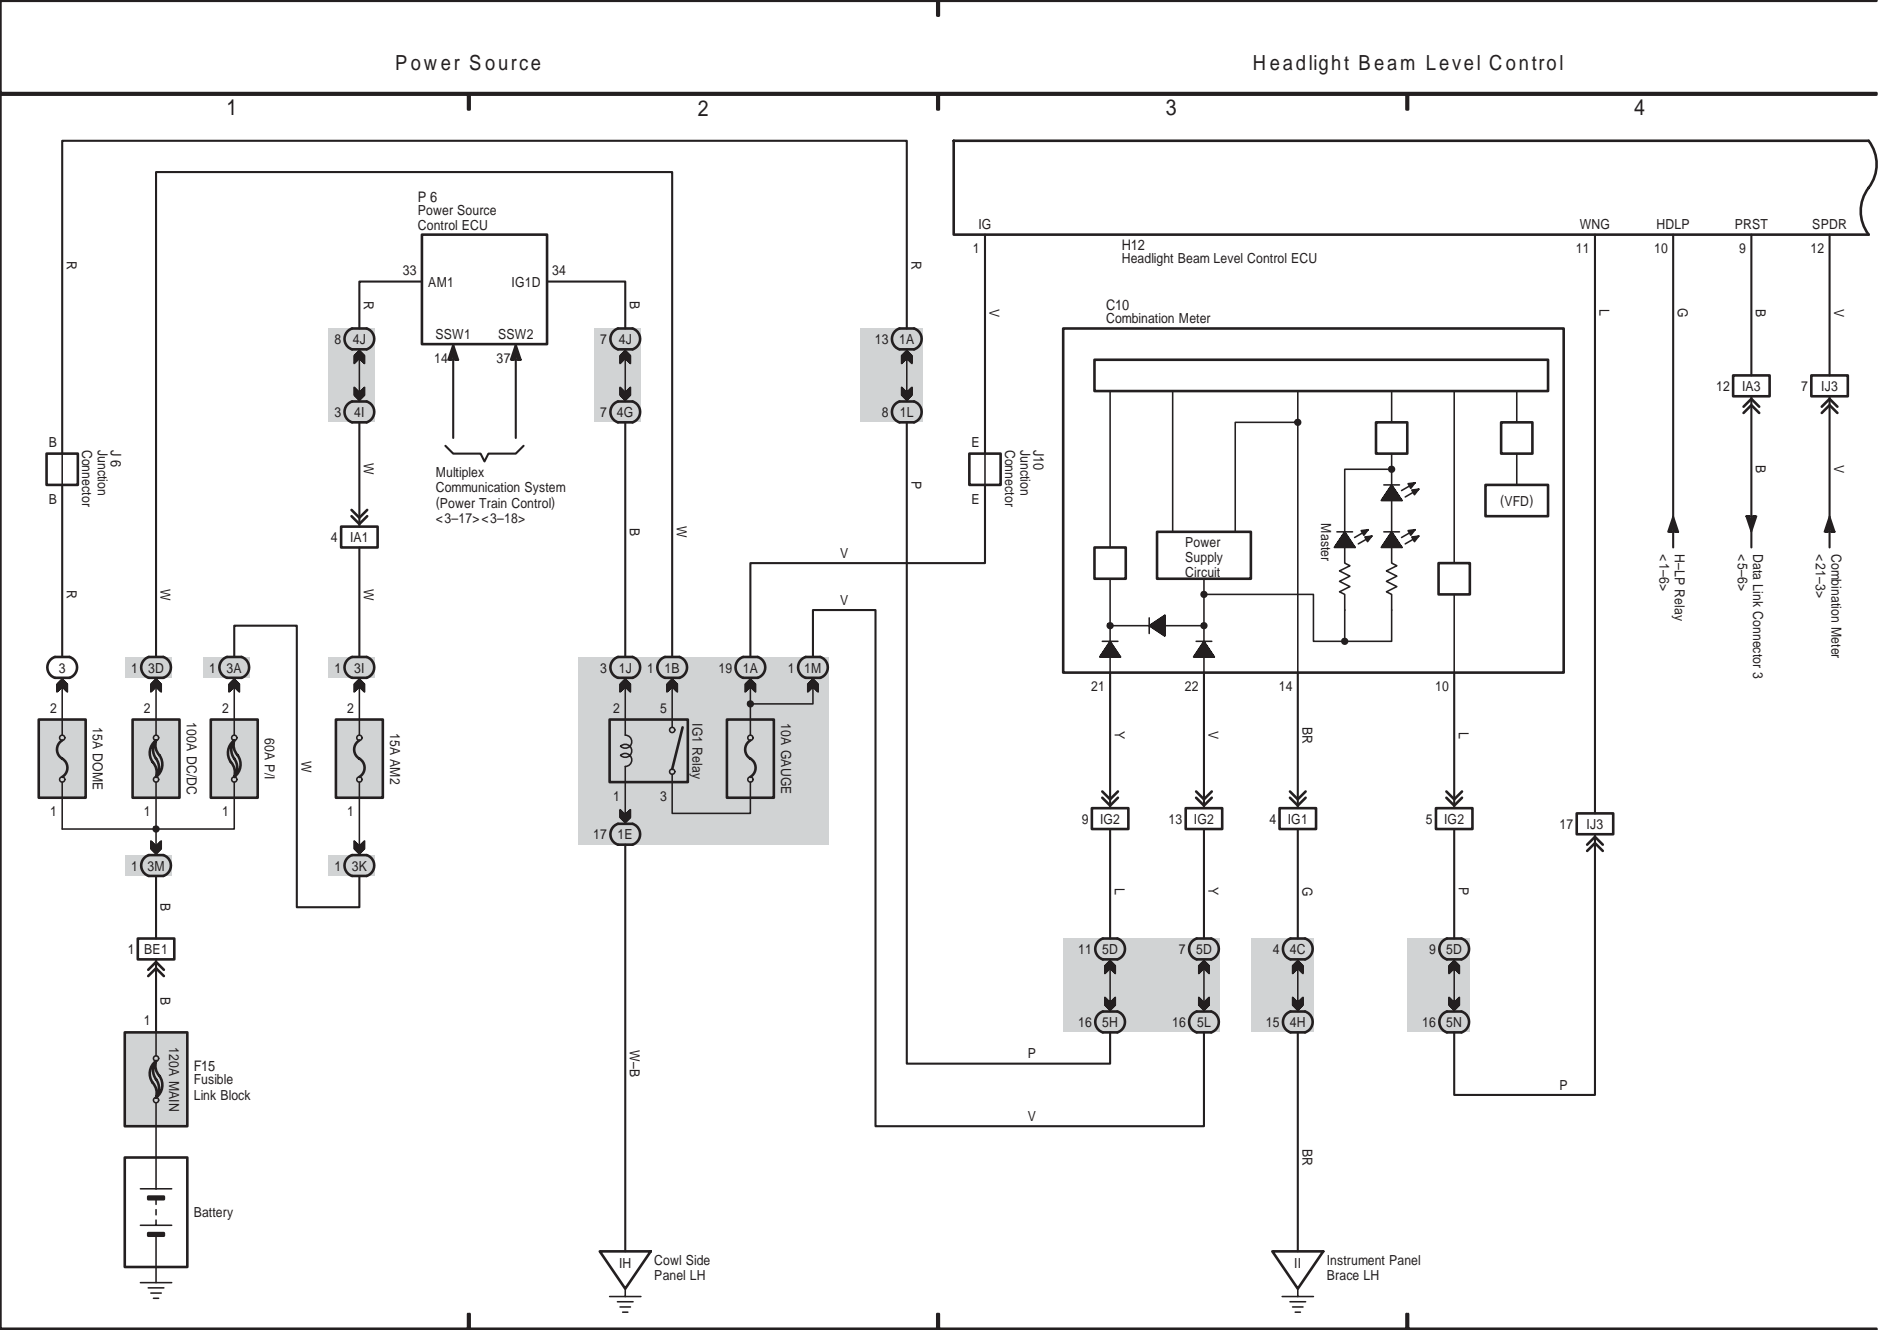 Power Source
Headlight Beam Level Control
1
2
3
4
P 6
Power Source
Control ECU
33
AM1
IG1D
34
SSW1
SSW2
14
37
Multiplex
Communication System
(Power Train Control)
<3–17><3–18>
R
R
B
R
8 4J
3 4I
7 4J
7 4G
13 1A
8 1L
B
J 6
Junction
Connector
B
W
4 IA1
W
B
W
P
R
W
3
1 3D
1 3A
1 3I
2
2
2
2
15A DOME
100A DC/DC
60A P/I
W
15A AM2
1
1
1
1
1 3M
1 3K
B
1 BE1
B
1
120A MAIN
F15
Fusible
Link Block
Battery
V
V
3 1J
1 1B
19 1A
1 1M
2
5
IG1 Relay
10A GAUGE
1
3
17 1E
W–B
IH
Cowl Side
Panel LH
IG
1
H12
Headlight Beam Level Control ECU
WNG
11
HDLP
10
PRST
9
SPDR
12
V
E
J10
Junction
Connector
E
C10
Combination Meter
Power
Supply
Circuit
Master
(VFD)
L
G
B
V
12 IA3
7 IJ3
B
V
H–LP Relay
<1–6>
Data Link Connector 3
<5–6>
Combination Meter
<21–3>
21
22
14
10
Y
V
BR
L
9 IG2
13 IG2
4 IG1
5 IG2
17 IJ3
L
Y
G
P
11 5D
7 5D
4 4C
9 5D
16 5H
16 5L
15 4H
16 5N
P
P
V
BR
II
Instrument Panel
Brace LH